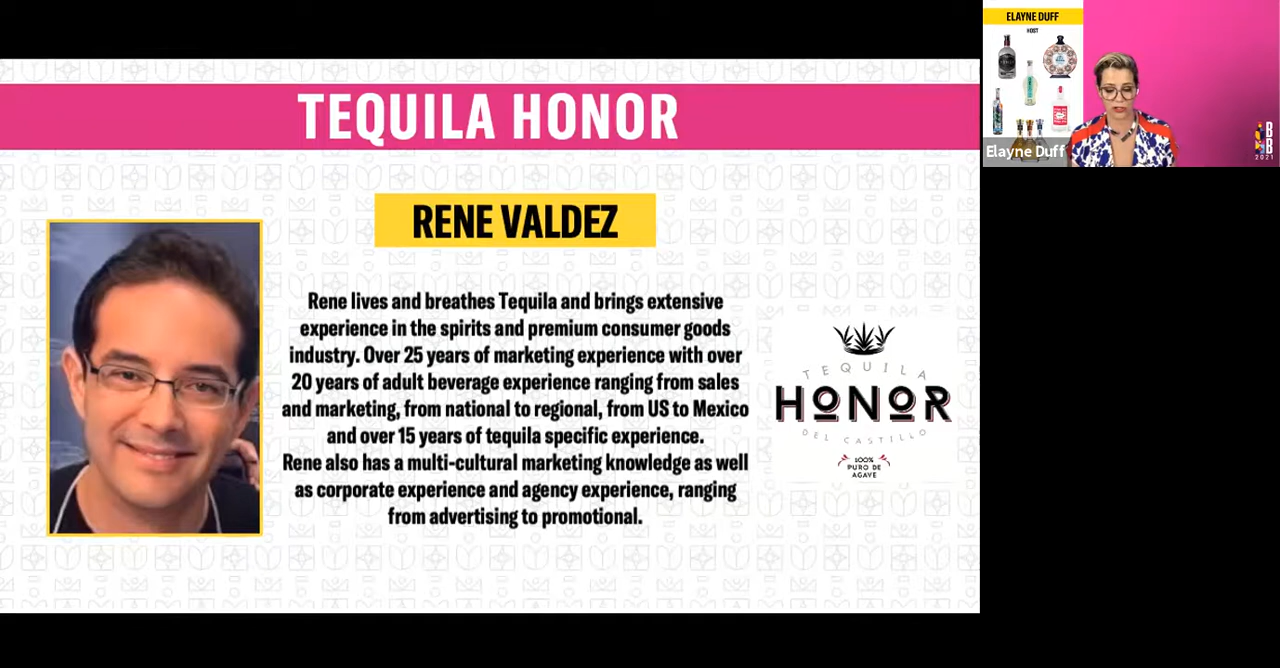 TEQUILA HONOR
RENE VALDEZ
Rene lives and breathes Tequila and brings extensive
experience in the spirits and premium consumer goods
industry. Over 25 years of marketing experience with over
20 years of adult beverage experience ranging from sales
and marketing, from national to regional, from US to Mexico
and over 15 years of tequila specific experience.
Rene also has a multi-cultural marketing knowledge as well
as corporate experience and agency experience, ranging
from advertising to promotional.
TEQUILA
HONOR
DEL CASTILLO
100%
PURO DE
AGAVE
ELAYNE DUFF
HOST
Elayne Duff
BB
2021